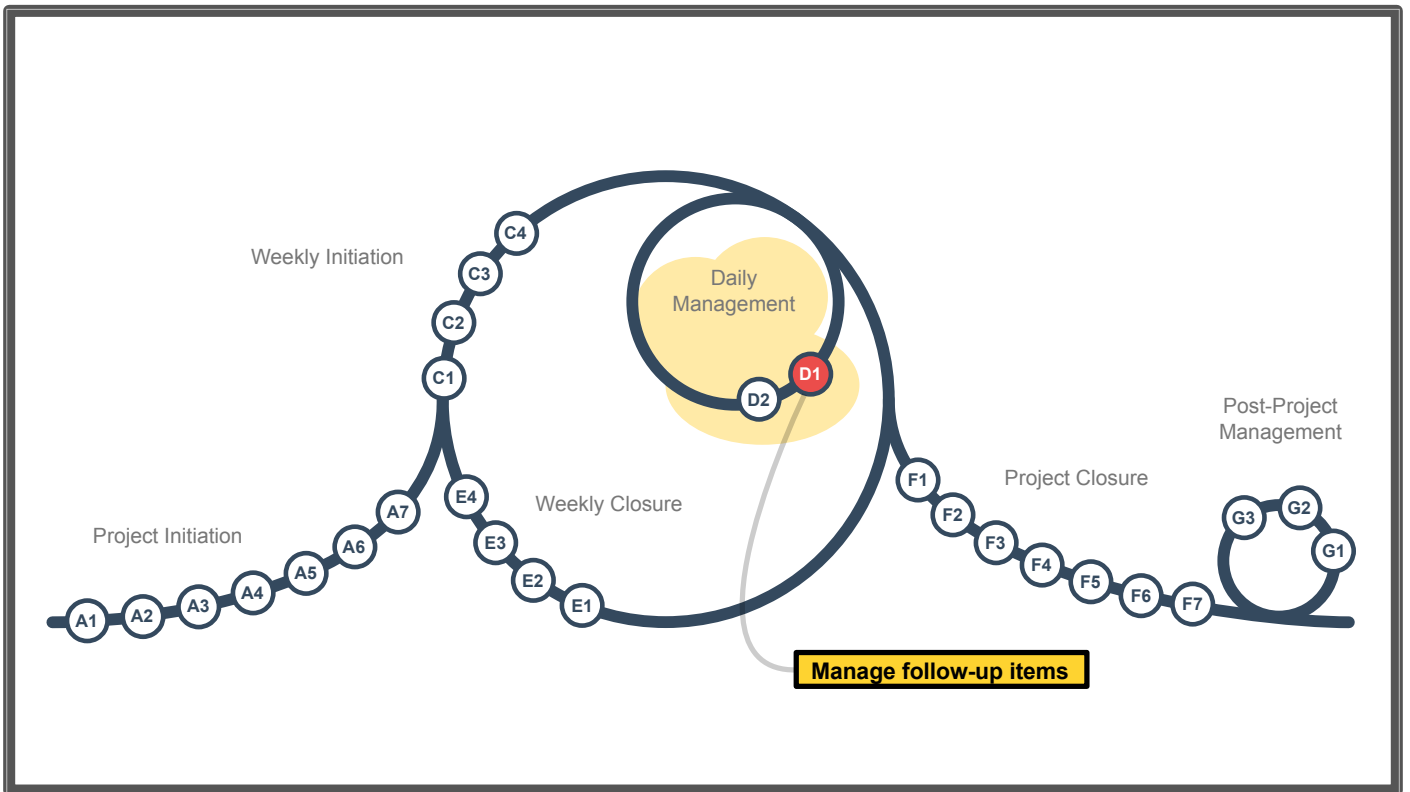 C4
Weekly Initiation
C3
Daily
Management
C2
D1
C1
D2
Post-Project
Management
F1
Project Closure
E4
Weekly Closure
A7
F2
G3
G2
Project Initiation
A6
E3
F3
G1
A5
E2
F4
A4
F5
A3
E1
F6
A2
F7
A1
Manage follow-up items